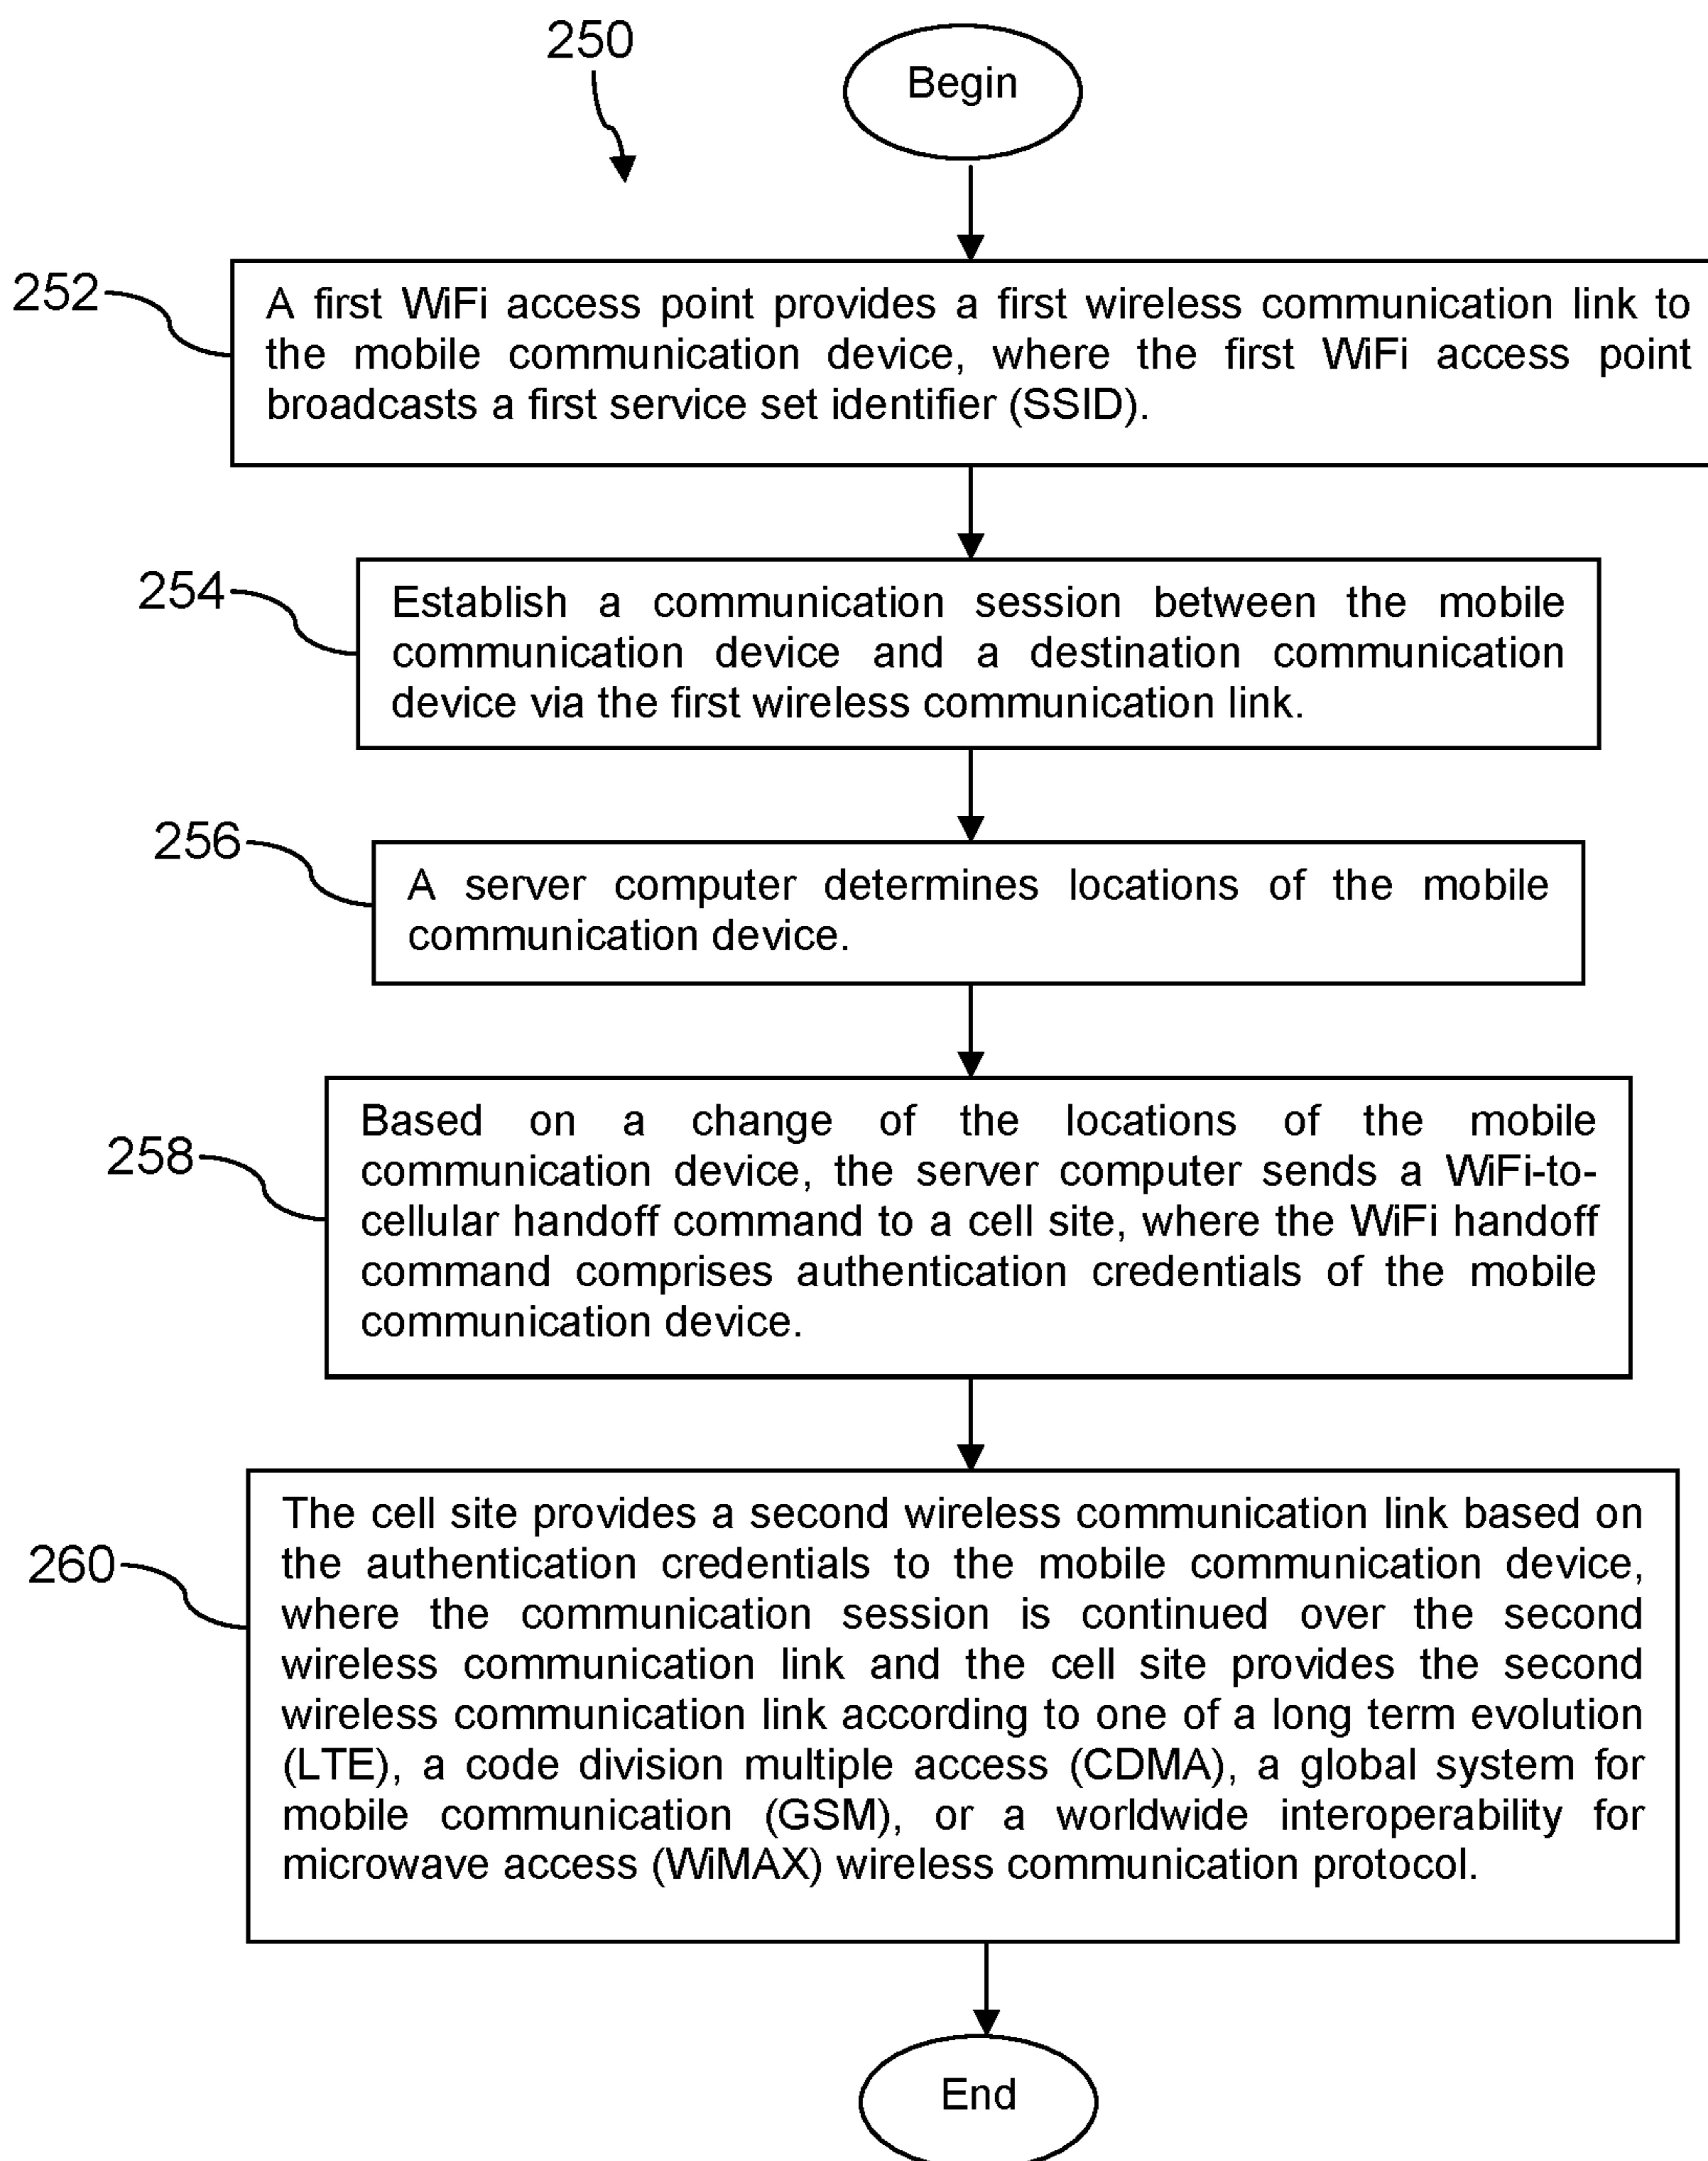 250
Begin
252
A first WiFi access point provides a first wireless communication link to
the mobile communication device, where the first WiFi access point
broadcasts a first service set identifier (SSID).
254
Establish a communication session between the mobile
communication device and a destination communication
device via the first wireless communication link.
256
A server computer determines locations of the mobile
communication device.
258
Based on a change of the locations of the mobile
communication device, the server computer sends a WiFi-to-
cellular handoff command to a cell site, where the WiFi handoff
command comprises authentication credentials of the mobile
communication device.
260
The cell site provides a second wireless communication link based on
the authentication credentials to the mobile communication device,
where the communication session is continued over the second
wireless communication link and the cell site provides the second
wireless communication link according to one of a long term evolution
(LTE), a code division multiple access (CDMA), a global system for
mobile communication (GSM), or a worldwide interoperability for
microwave access (WiMAX) wireless communication protocol.
End